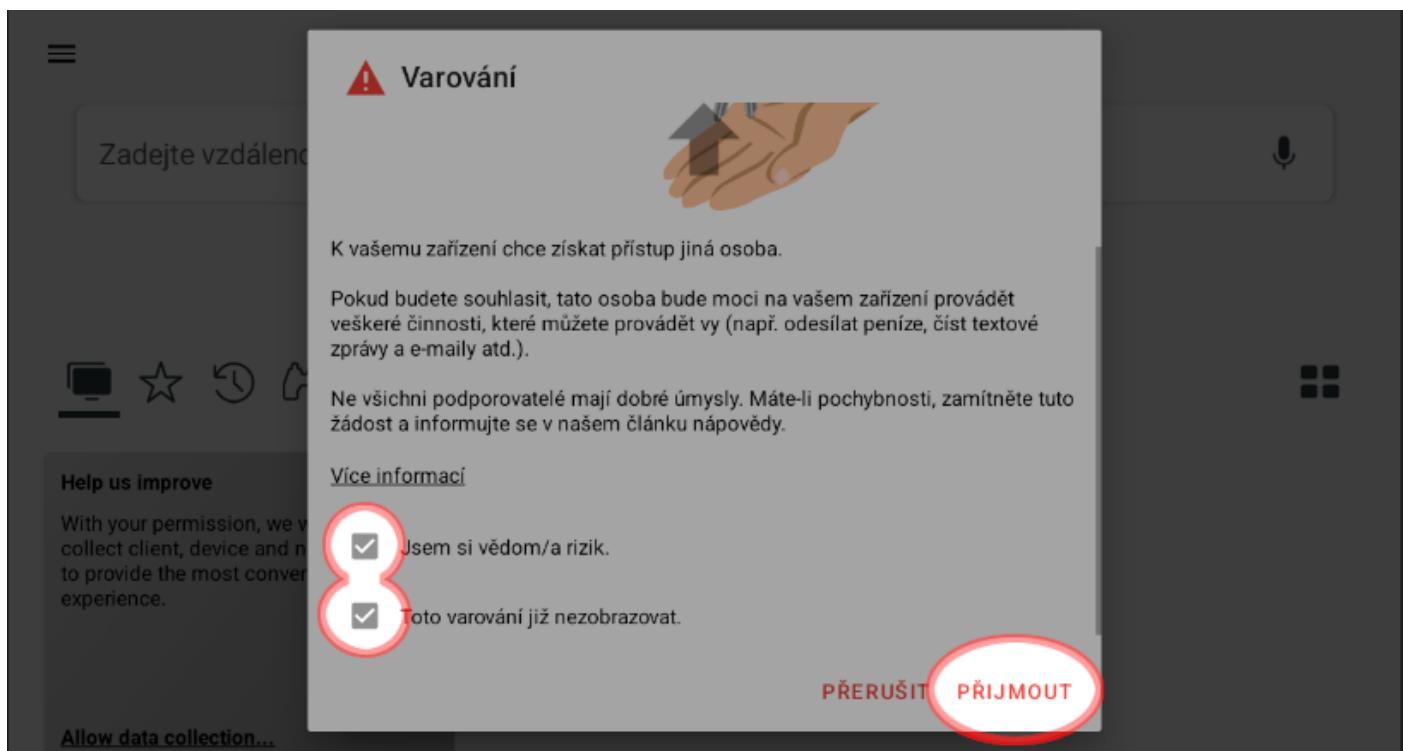 Varování
Zadejte vzdáleno
K vašemu zařízení chce získat přístup jiná osoba.
Pokud budete souhlasit, tato osoba bude moci na vašem zařízení provádět
veškeré činnosti, které můžete provádět vy (např. odesílat peníze, číst textové
zprávy a e-maily atd.).
Ne všichni podporovatelé mají dobré úmysly. Máte-li pochybnosti, zamítněte tuto
žádost a informujte se v našem článku nápovědy.
Více informací
Jsem si vědom/a rizik.
Toto varování již nezobrazovat.
PŘERUŠIT PŘIJMOUT
Help us improve
With your permission, we w
collect client, device and n
to provide the most conver
experience.
Allow data collection...